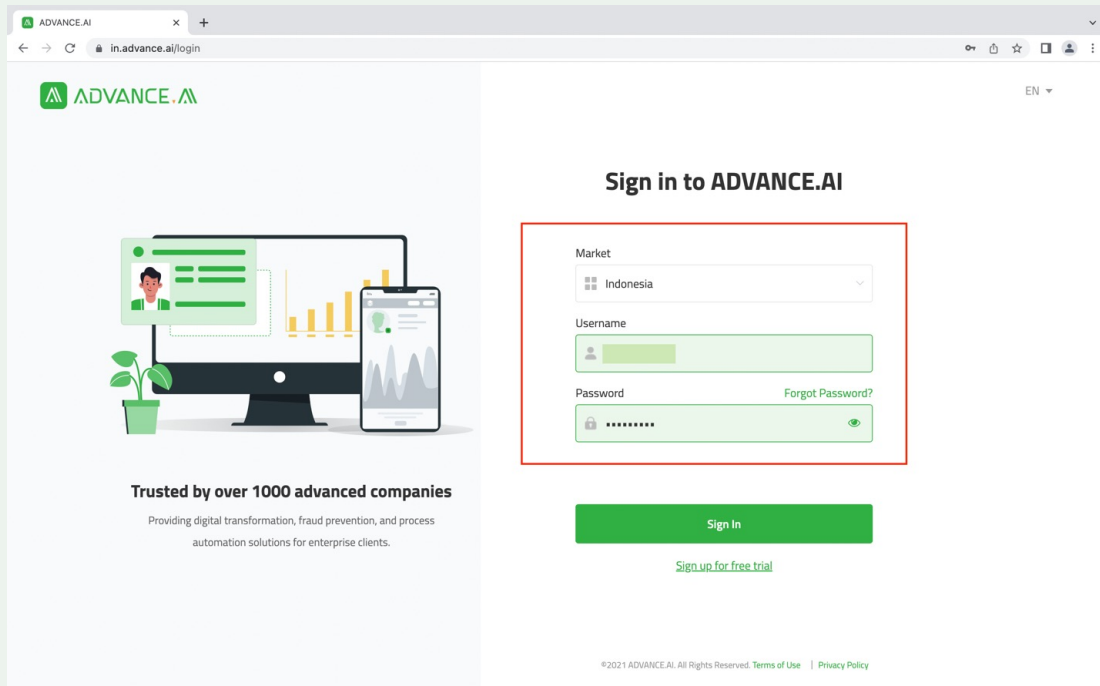 ADVANCE.AI
in.advance.ai/login
ADVANCE.AI
EN
Sign in to ADVANCE.AI
Market
Indonesia
Username
Password Forgot Password?
•••••••••
Trusted by over 1000 advanced companies
Providing digital transformation, fraud prevention, and process
automation solutions for enterprise clients.
Sign In
Sign up for free trial
©2021 ADVANCE.AI. All Rights Reserved. Terms of Use | Privacy Policy